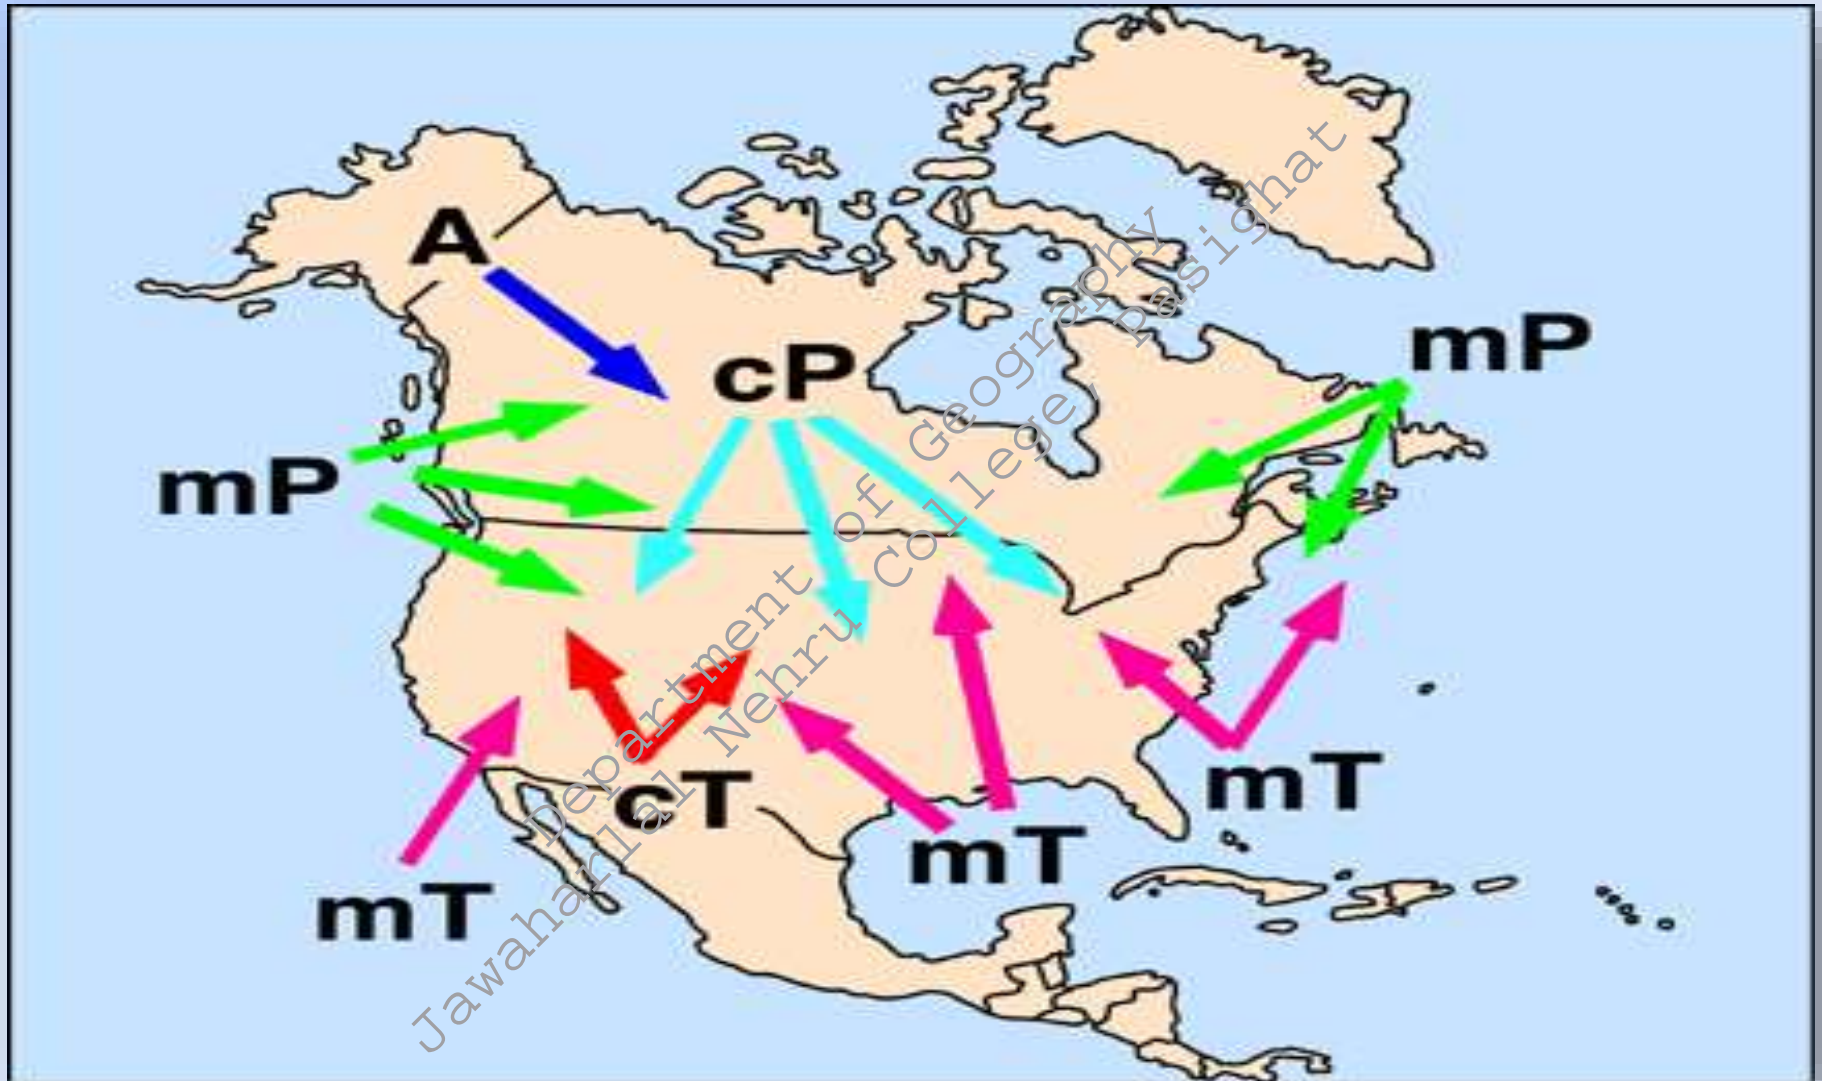 A
cP
mP
mP
cT
mT
mT
mT
Department of Geography
Jawaharlal Nehru College, pasighat